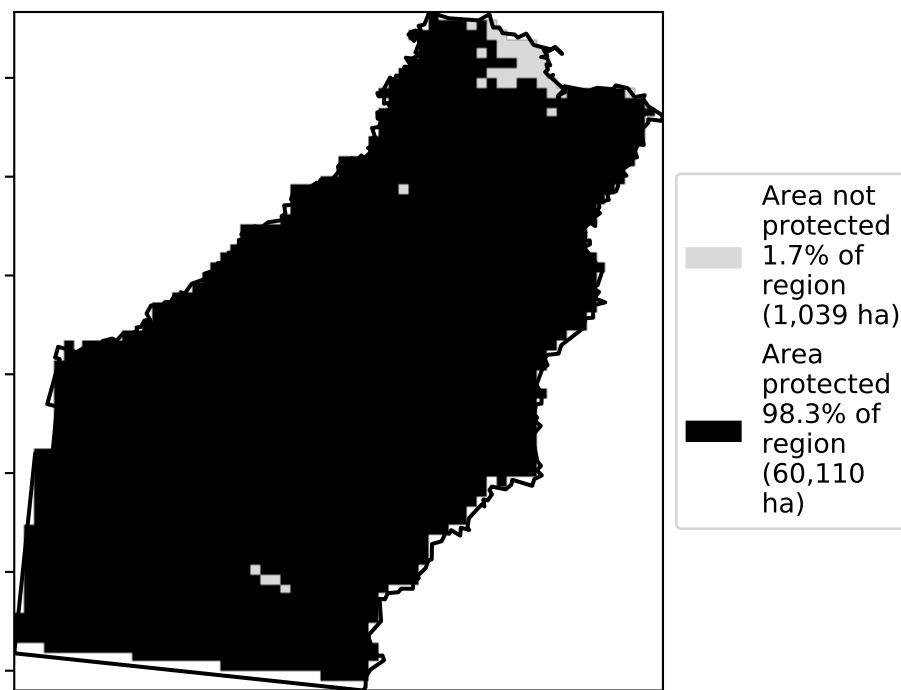 Area not
protected
1.7% of
region
(1,039 ha)
Area
protected
98.3% of
region
(60,110
ha)